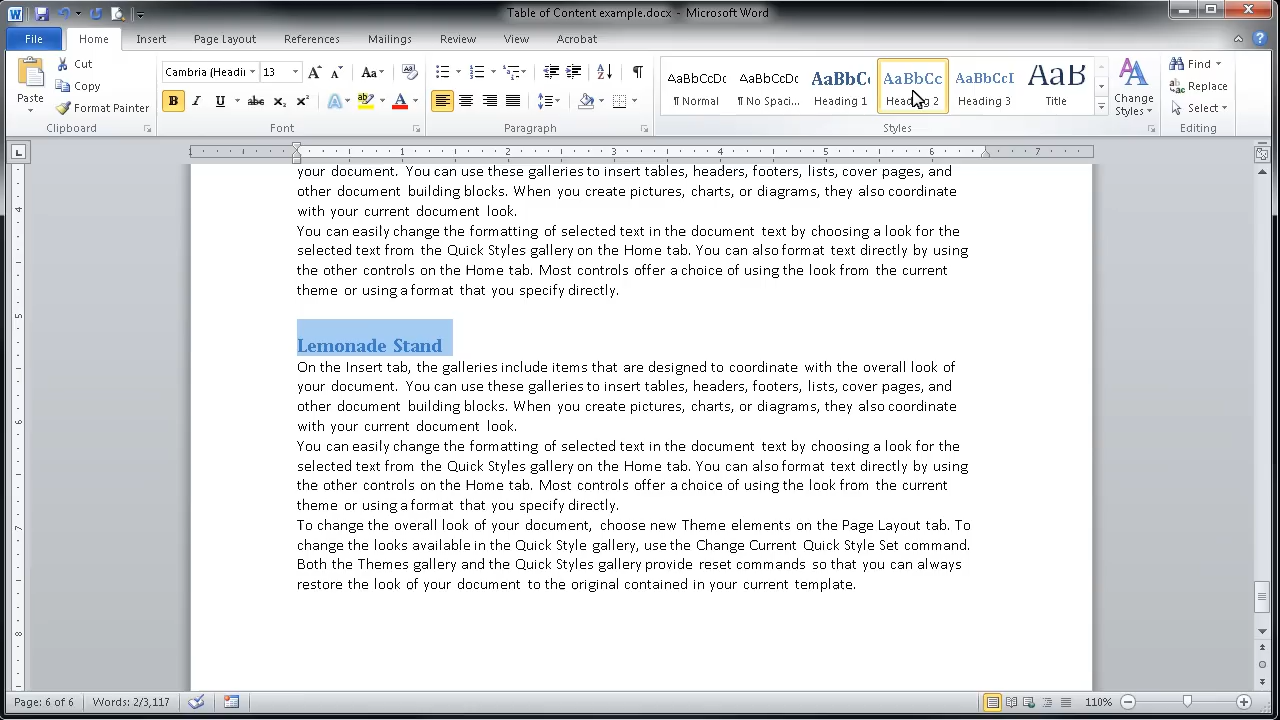 Table of Content example.docx - Microsoft Word
File Home Insert Page Layout References Mailings Review View Acrobat
Paste
Cut
Copy
Format Painter
Clipboard
Cambria (Headi 13
Font
Paragraph
AaBbCcDc AaBbCcDc AaBbC AaBbCc AaBbCcI AaB
¶ Normal ¶ No Spaci... Heading 1 Heading 2 Heading 3 Title
Change
Styles
Styles
Find
Replace
Select
Editing
1 2 3 4 5 6 7
your document. You can use these galleries to insert tables, headers, footers, lists, cover pages, and
other document building blocks. When you create pictures, charts, or diagrams, they also coordinate
with your current document look.
You can easily change the formatting of selected text in the document text by choosing a look for the
selected text from the Quick Styles gallery on the Home tab. You can also format text directly by using
the other controls on the Home tab. Most controls offer a choice of using the look from the current
theme or using a format that you specify directly.
Lemonade Stand
On the Insert tab, the galleries include items that are designed to coordinate with the overall look of
your document. You can use these galleries to insert tables, headers, footers, lists, cover pages, and
other document building blocks. When you create pictures, charts, or diagrams, they also coordinate
with your current document look.
You can easily change the formatting of selected text in the document text by choosing a look for the
selected text from the Quick Styles gallery on the Home tab. You can also format text directly by using
the other controls on the Home tab. Most controls offer a choice of using the look from the current
theme or using a format that you specify directly.
To change the overall look of your document, choose new Theme elements on the Page Layout tab. To
change the looks available in the Quick Style gallery, use the Change Current Quick Style Set command.
Both the Themes gallery and the Quick Styles gallery provide reset commands so that you can always
restore the look of your document to the original contained in your current template.
4
5
6
7
8
Page: 6 of 6 Words: 2/3,117 110%